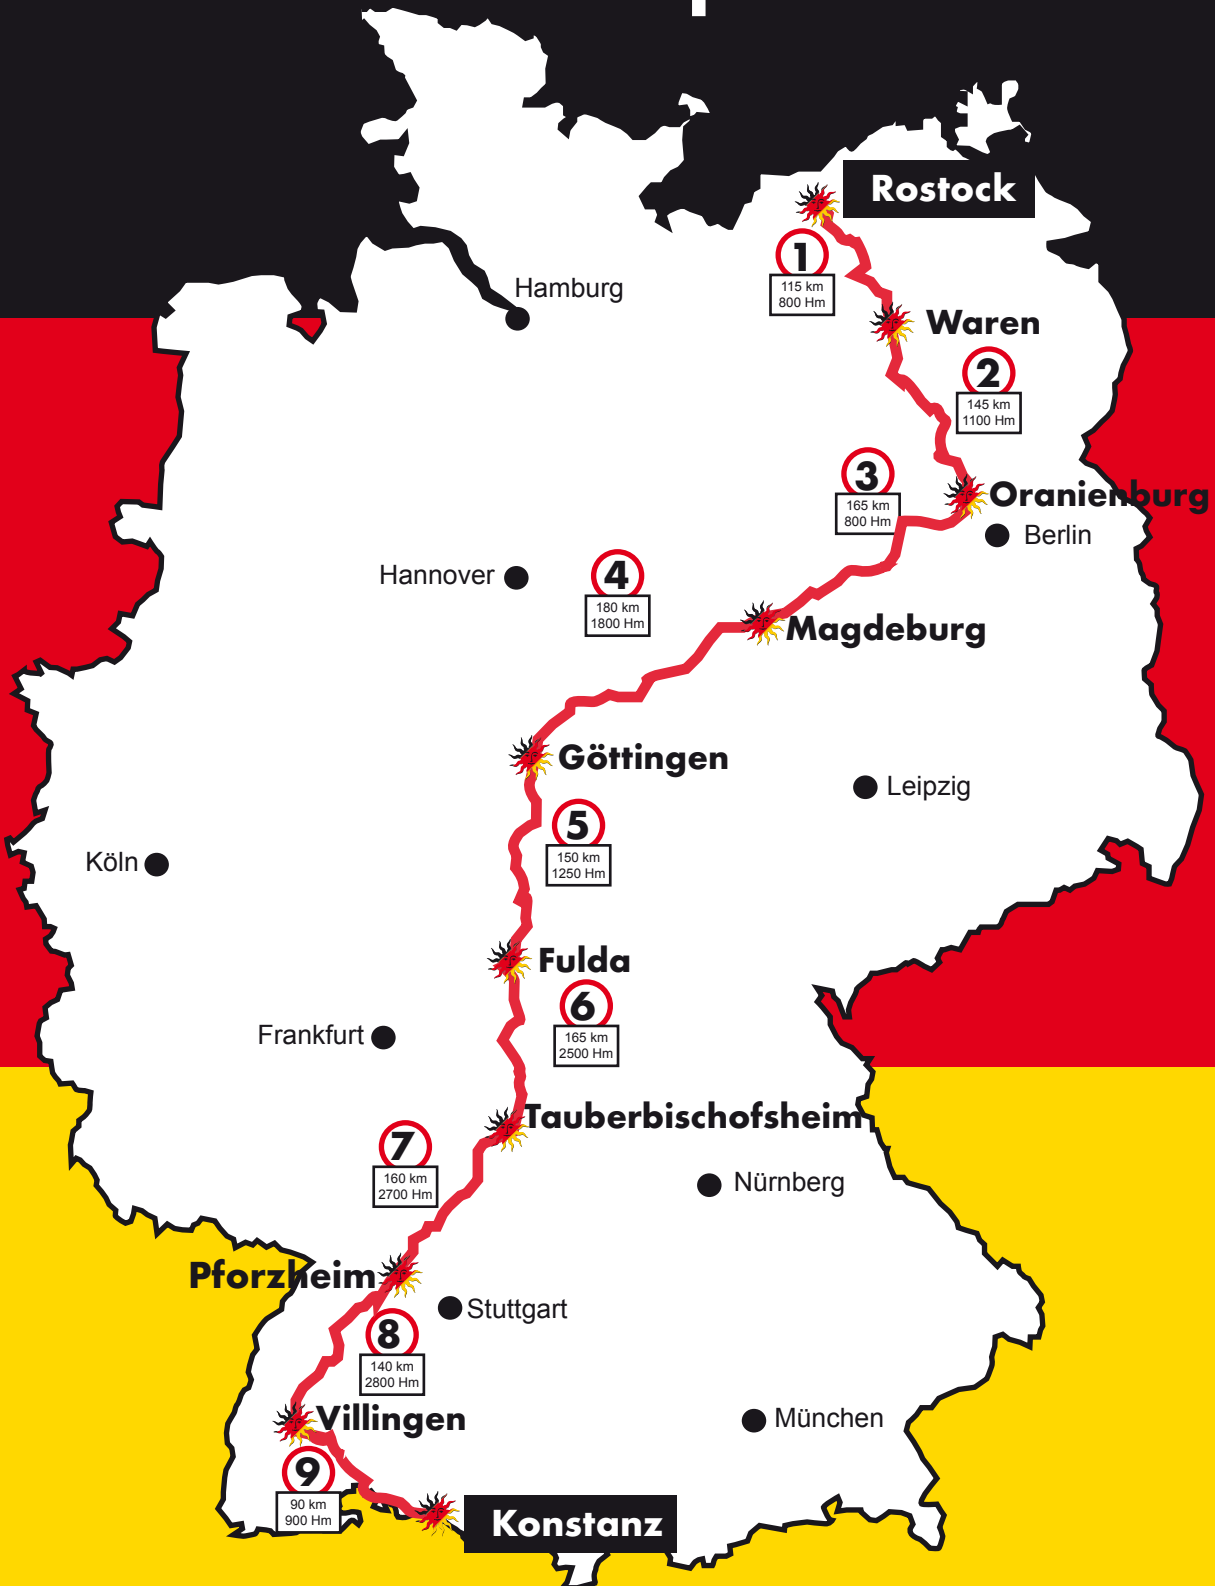 Rostock
1
115 km
800 Hm
Hamburg
Waren
2
145 km
1100 Hm
3
165 km
800 Hm
Oranienburg
Berlin
Hannover
4
180 km
1800 Hm
Magdeburg
Göttingen
Leipzig
5
150 km
1250 Hm
Köln
Fulda
6
165 km
2500 Hm
Frankfurt
Tauberbischofsheim
7
160 km
2700 Hm
Nürnberg
Pforzheim
Stuttgart
8
140 km
2800 Hm
Villingen
München
9
90 km
900 Hm
Konstanz